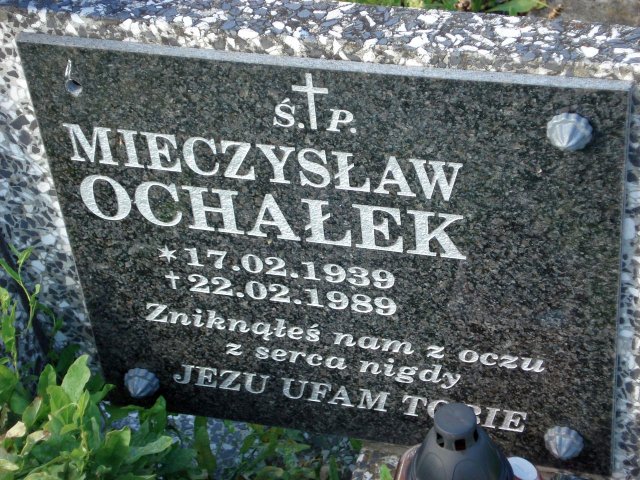 Ś. P.
MIECZYSŁAW
OCHAŁEK
* 17.02.1939
† 22.02.1989
Zniknąłeś nam z oczu
z serca nigdy
JEZU UFAM TOBIE